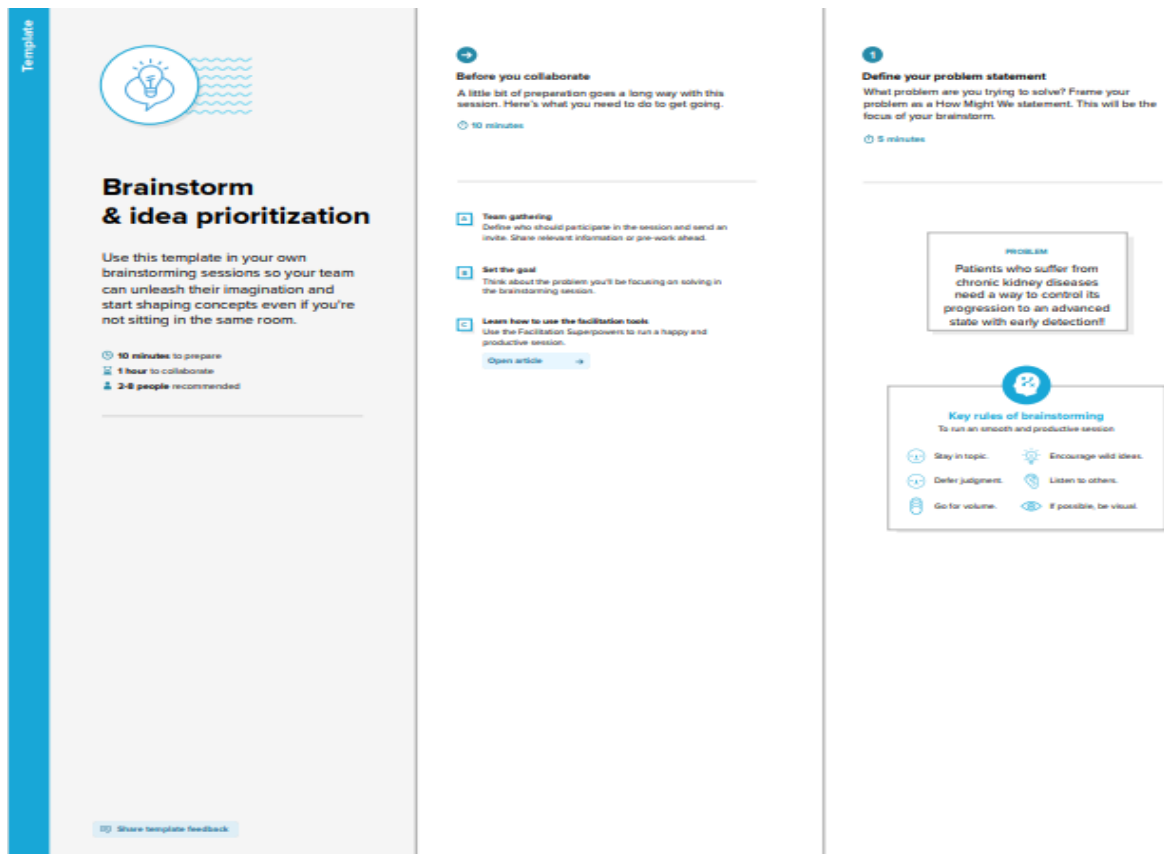 Template
Brainstorm
& idea prioritization
Use this template in your own
brainstorming sessions so your team
can unleash their imagination and
start shaping concepts even if you're
not sitting in the same room.
10 minutes to prepare
1 hour to collaborate
2-8 people recommended
Share template feedback
Before you collaborate
A little bit of preparation goes a long way with this
session. Here's what you need to do to get going.
10 minutes
A
Team gathering
Define who should participate in the session and send an
invite. Share relevant information or pre-work ahead.
B
Set the goal
Think about the problem you'll be focusing on solving in
the brainstorming session.
C
Learn how to use the facilitation tools
Use the Facilitation Superpowers to run a happy and
productive session.
Open article
1
Define your problem statement
What problem are you trying to solve? Frame your
problem as a How Might We statement. This will be the
focus of your brainstorm.
5 minutes
PROBLEM
Patients who suffer from
chronic kidney diseases
need a way to control its
progression to an advanced
state with early detection!!
Key rules of brainstorming
To run an smooth and productive session
Stay in topic.
Encourage wild ideas.
Defer judgment.
Listen to others.
Go for volume.
If possible, be visual.